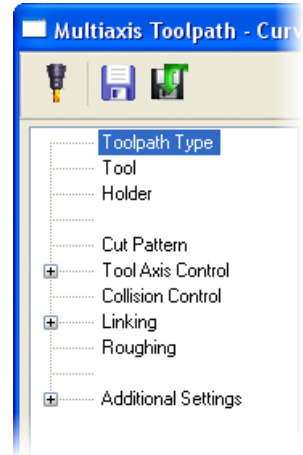 Multiaxis Toolpath - Curv
Toolpath Type
Tool
Holder
Cut Pattern
Tool Axis Control
Collision Control
Linking
Roughing
Additional Settings